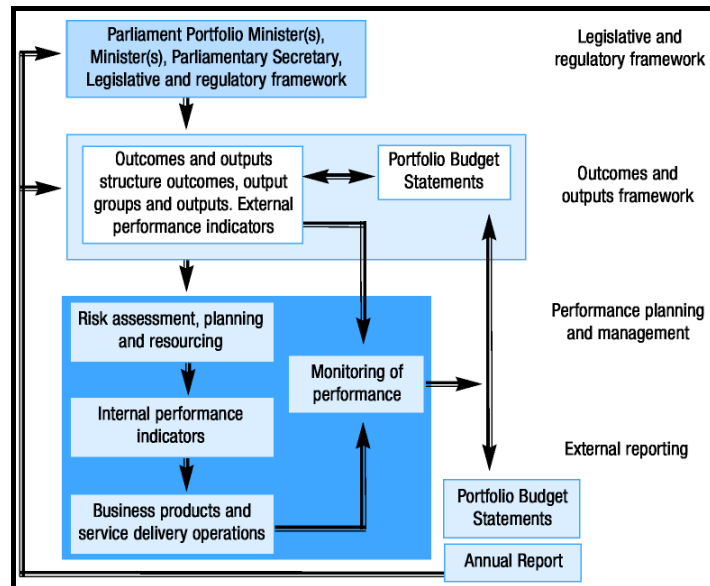 Parliament Portfolio Minister(s),
Minister(s), Parliamentary Secretary,
Legislative and regulatory framework
Legislative and
regulatory framework
Outcomes and outputs
structure outcomes, output
groups and outputs. External
performance indicators
Portfolio Budget
Statements
Outcomes and
outputs framework
Risk assessment, planning
and resourcing
Internal performance
indicators
Business products and
service delivery operations
Monitoring of
performance
Performance planning
and management
External reporting
Portfolio Budget
Statements
Annual Report